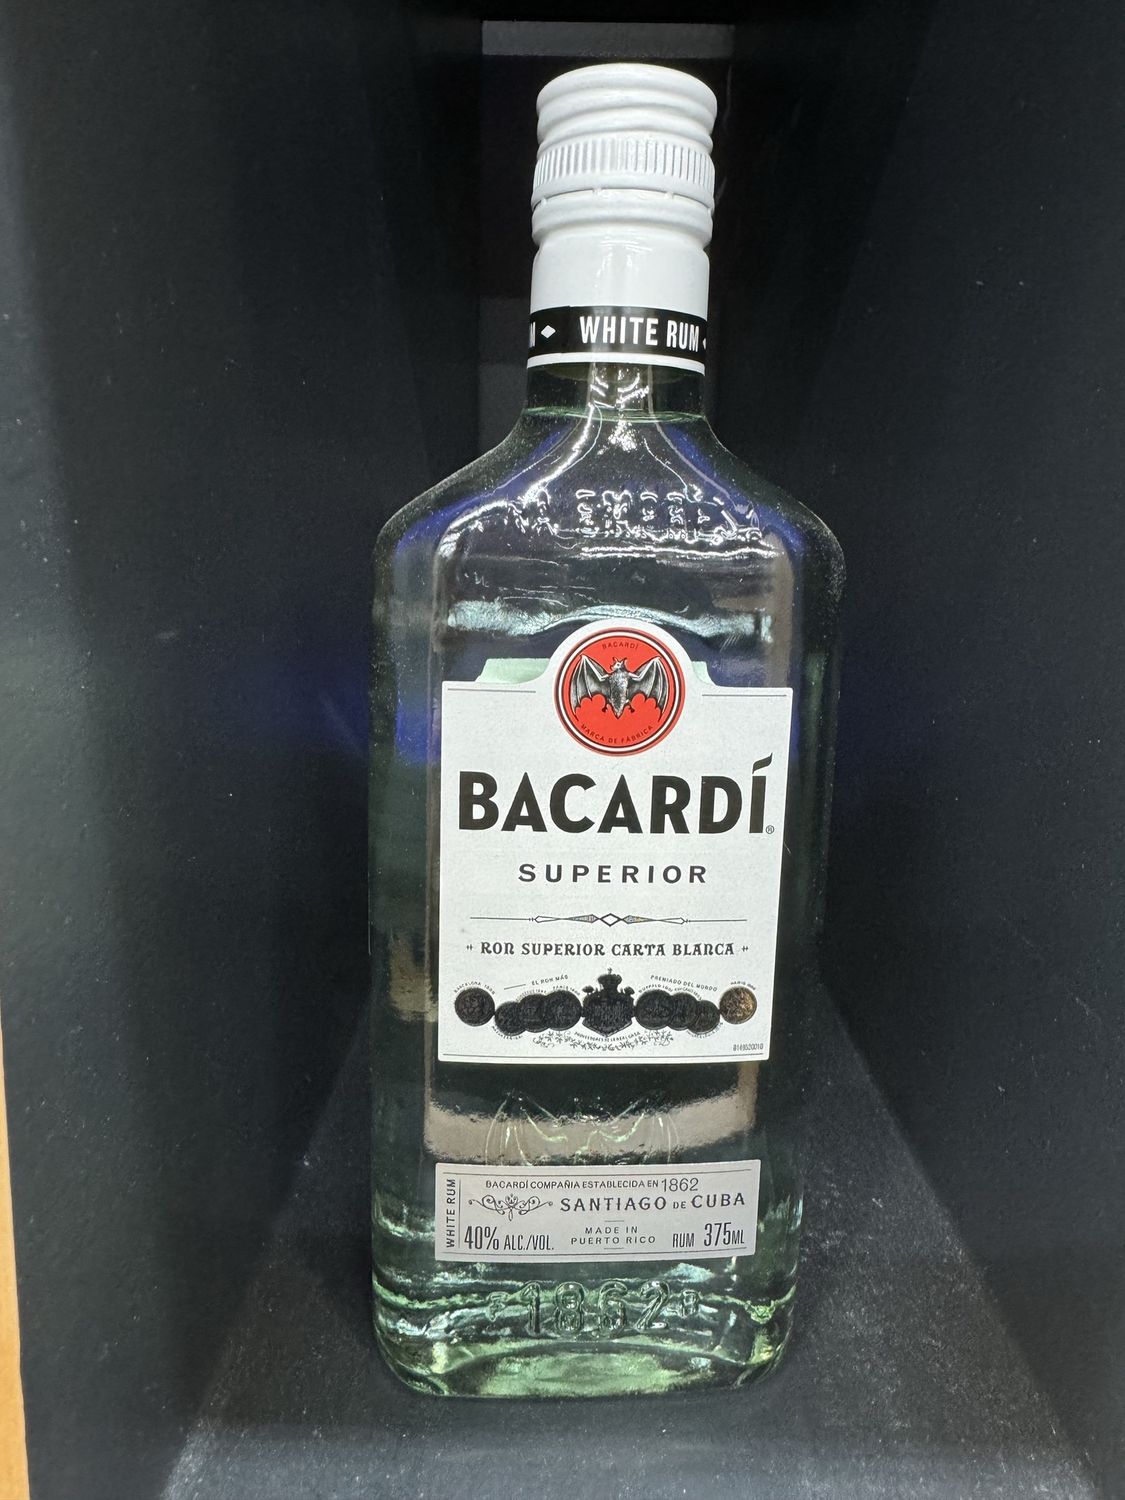 WHITE RUM
BACARDÍ
MARCA DE FÁBRICA
BACARDÍ®
SUPERIOR
RON SUPERIOR CARTA BLANCA
EL RON MÁS
PREMIADO DEL MUNDO
WHITE RUM
BACARDÍ COMPAÑIA ESTABLECIDA EN 1862
SANTIAGO DE CUBA
40% ALC./VOL.
MADE IN
PUERTO RICO
RUM 375ML
1862